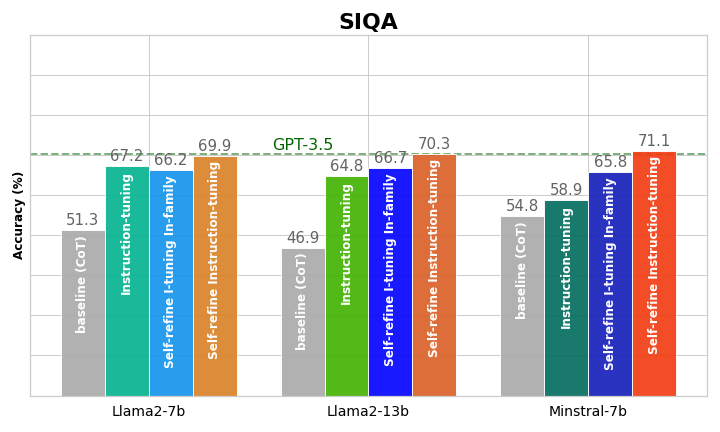 SIQA
Accuracy (%)
GPT-3.5
51.3
67.2
66.2
69.9
46.9
64.8
66.7
70.3
54.8
58.9
65.8
71.1
baseline (CoT)
Instruction-tuning
Self-refine I-tuning In-family
Self-refine Instruction-tuning
baseline (CoT)
Instruction-tuning
Self-refine I-tuning In-family
Self-refine Instruction-tuning
baseline (CoT)
Instruction-tuning
Self-refine I-tuning In-family
Self-refine Instruction-tuning
Llama2-7b
Llama2-13b
Minstral-7b